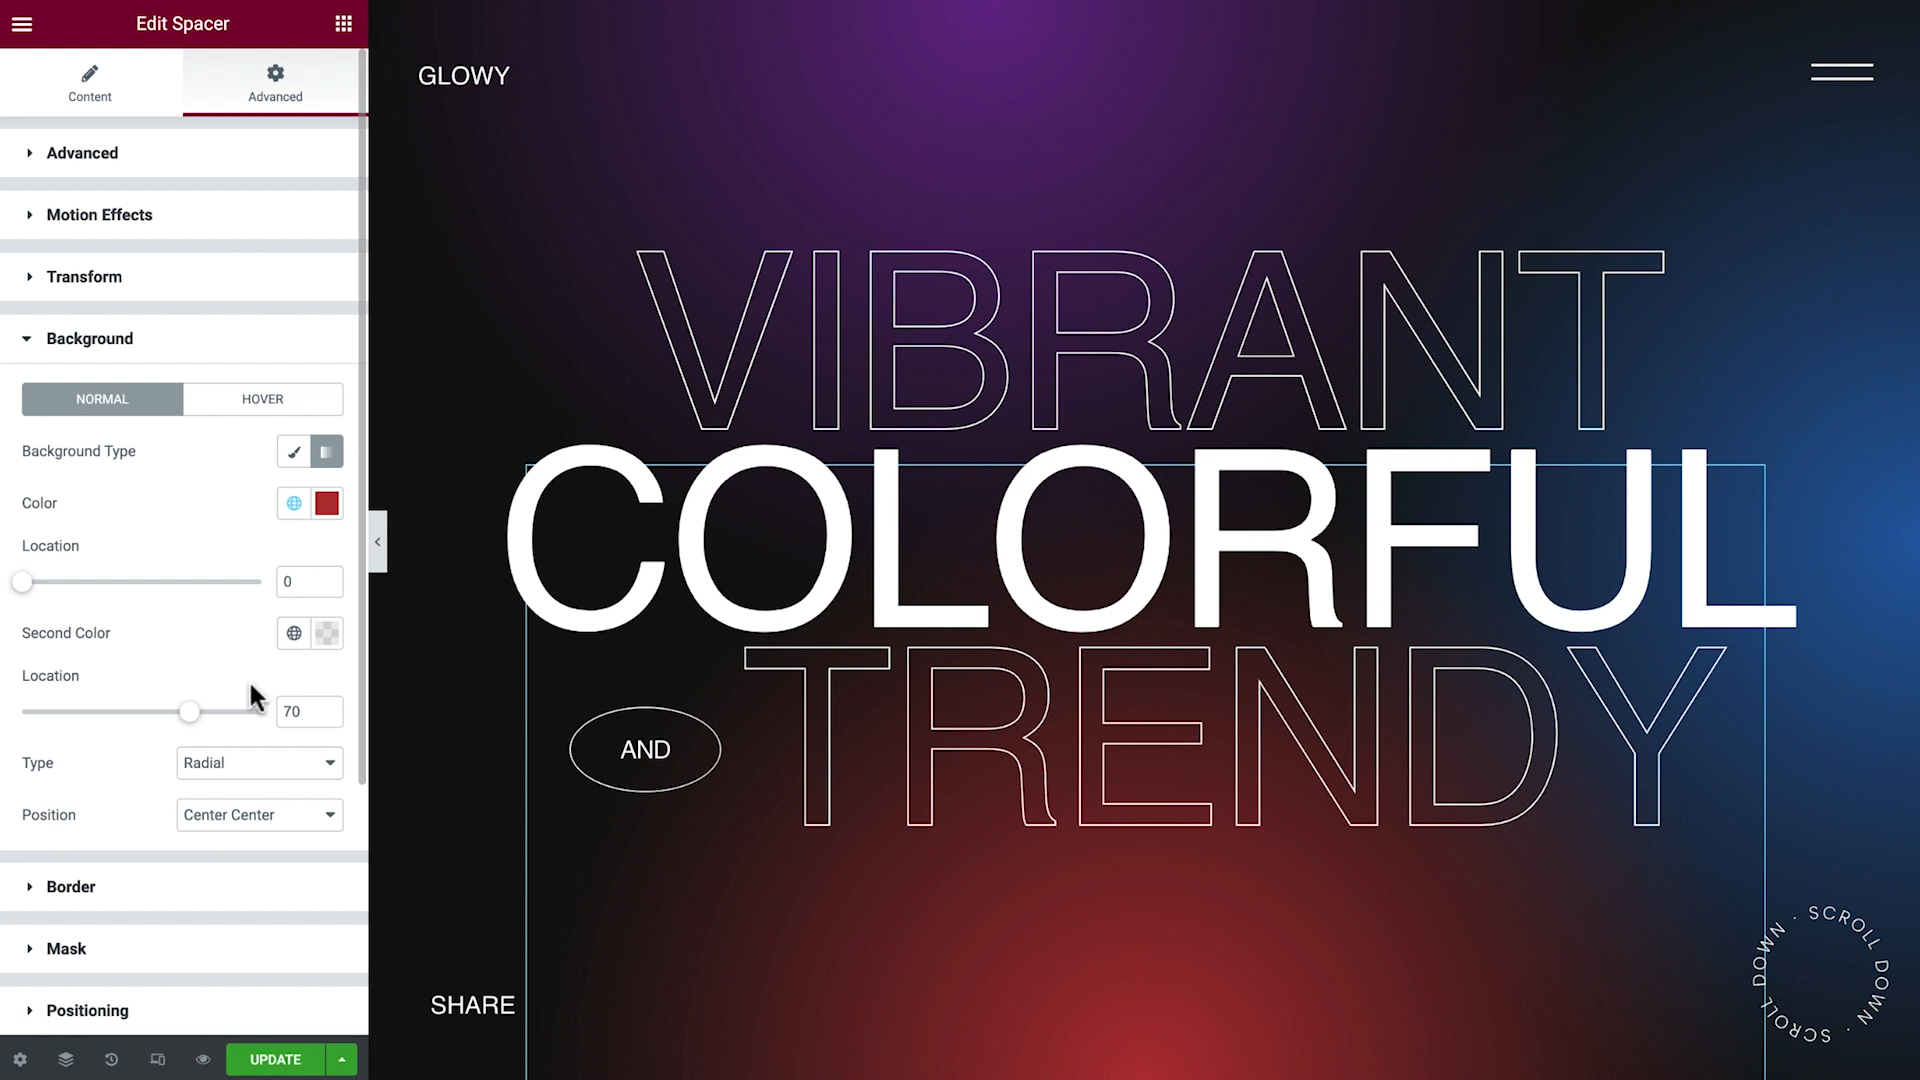 Edit Spacer
Content
Advanced
Advanced
Motion Effects
Transform
Background
NORMAL
HOVER
Background Type
Color
Location
0
Second Color
Location
70
Type
Radial
Position
Center Center
Border
Mask
Positioning
UPDATE
GLOWY
VIBRANT
COLORFUL
AND
TRENDY
SHARE
SCROLL DOWN · SCROLL DOWN ·